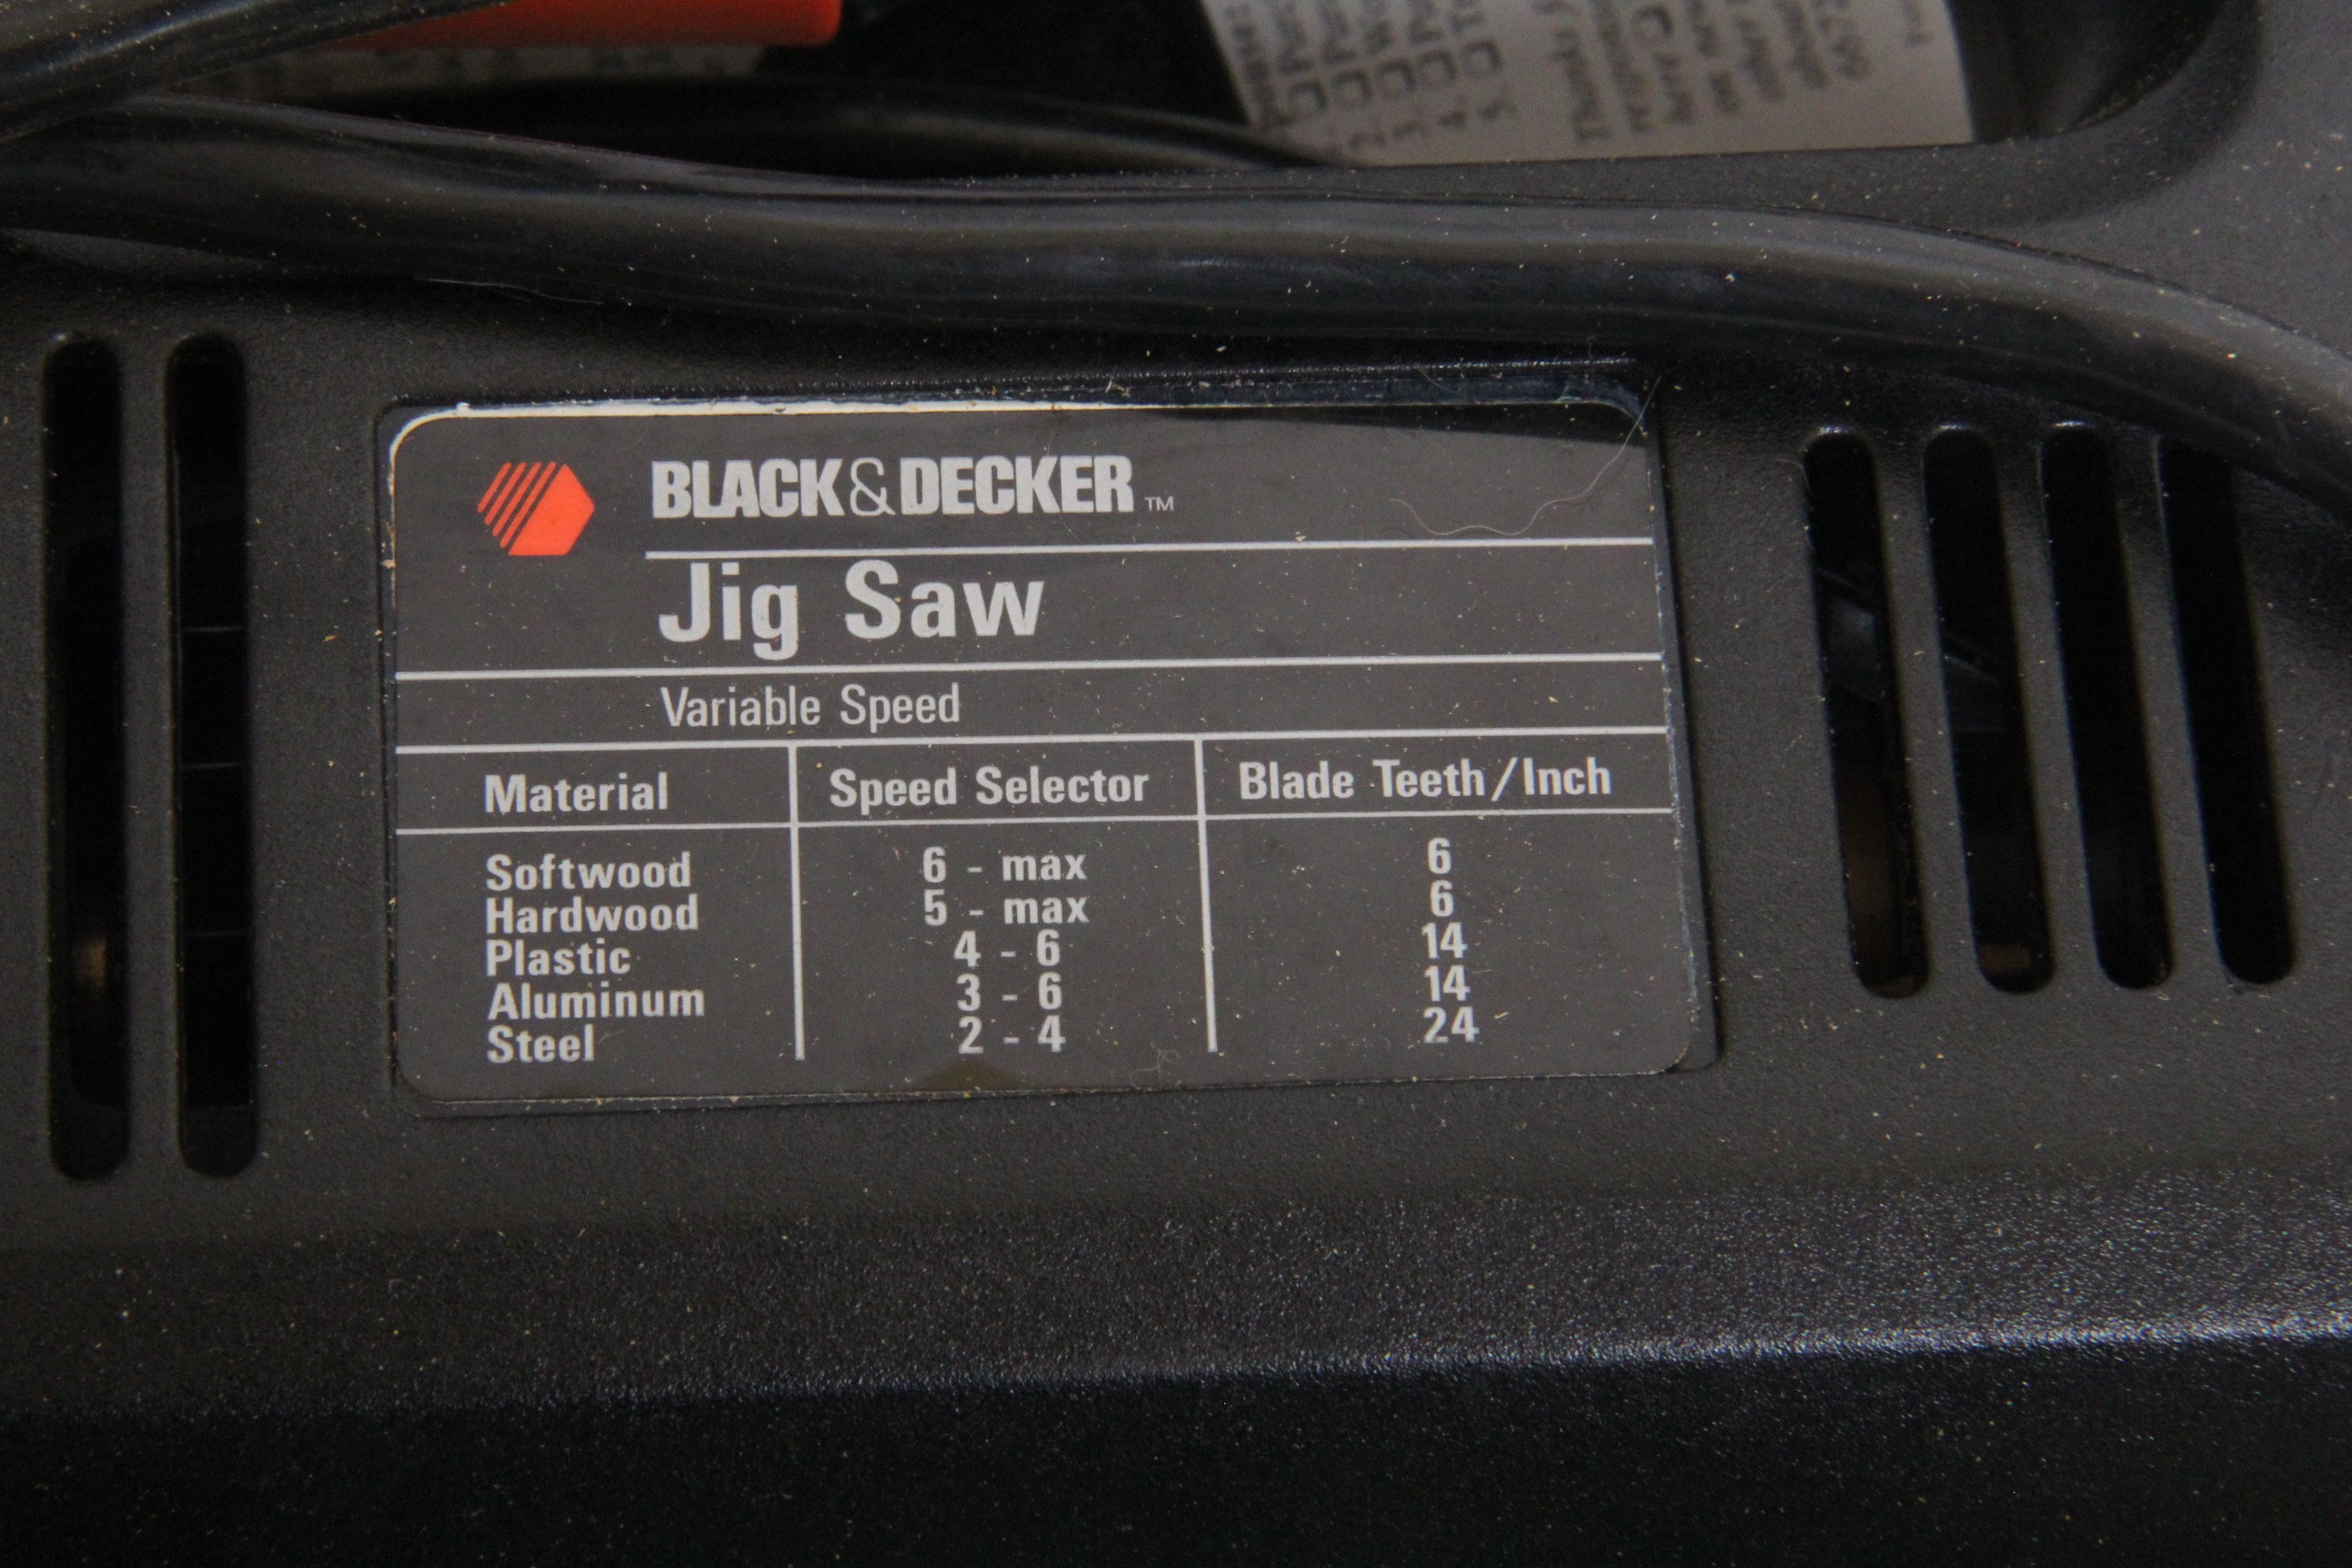 BLACK&DECKER™
Jig Saw
Variable Speed
Material Speed Selector Blade Teeth/Inch
Softwood 6 - max 6
Hardwood 5 - max 6
Plastic 4 - 6 14
Aluminum 3 - 6 14
Steel 2 - 4 24